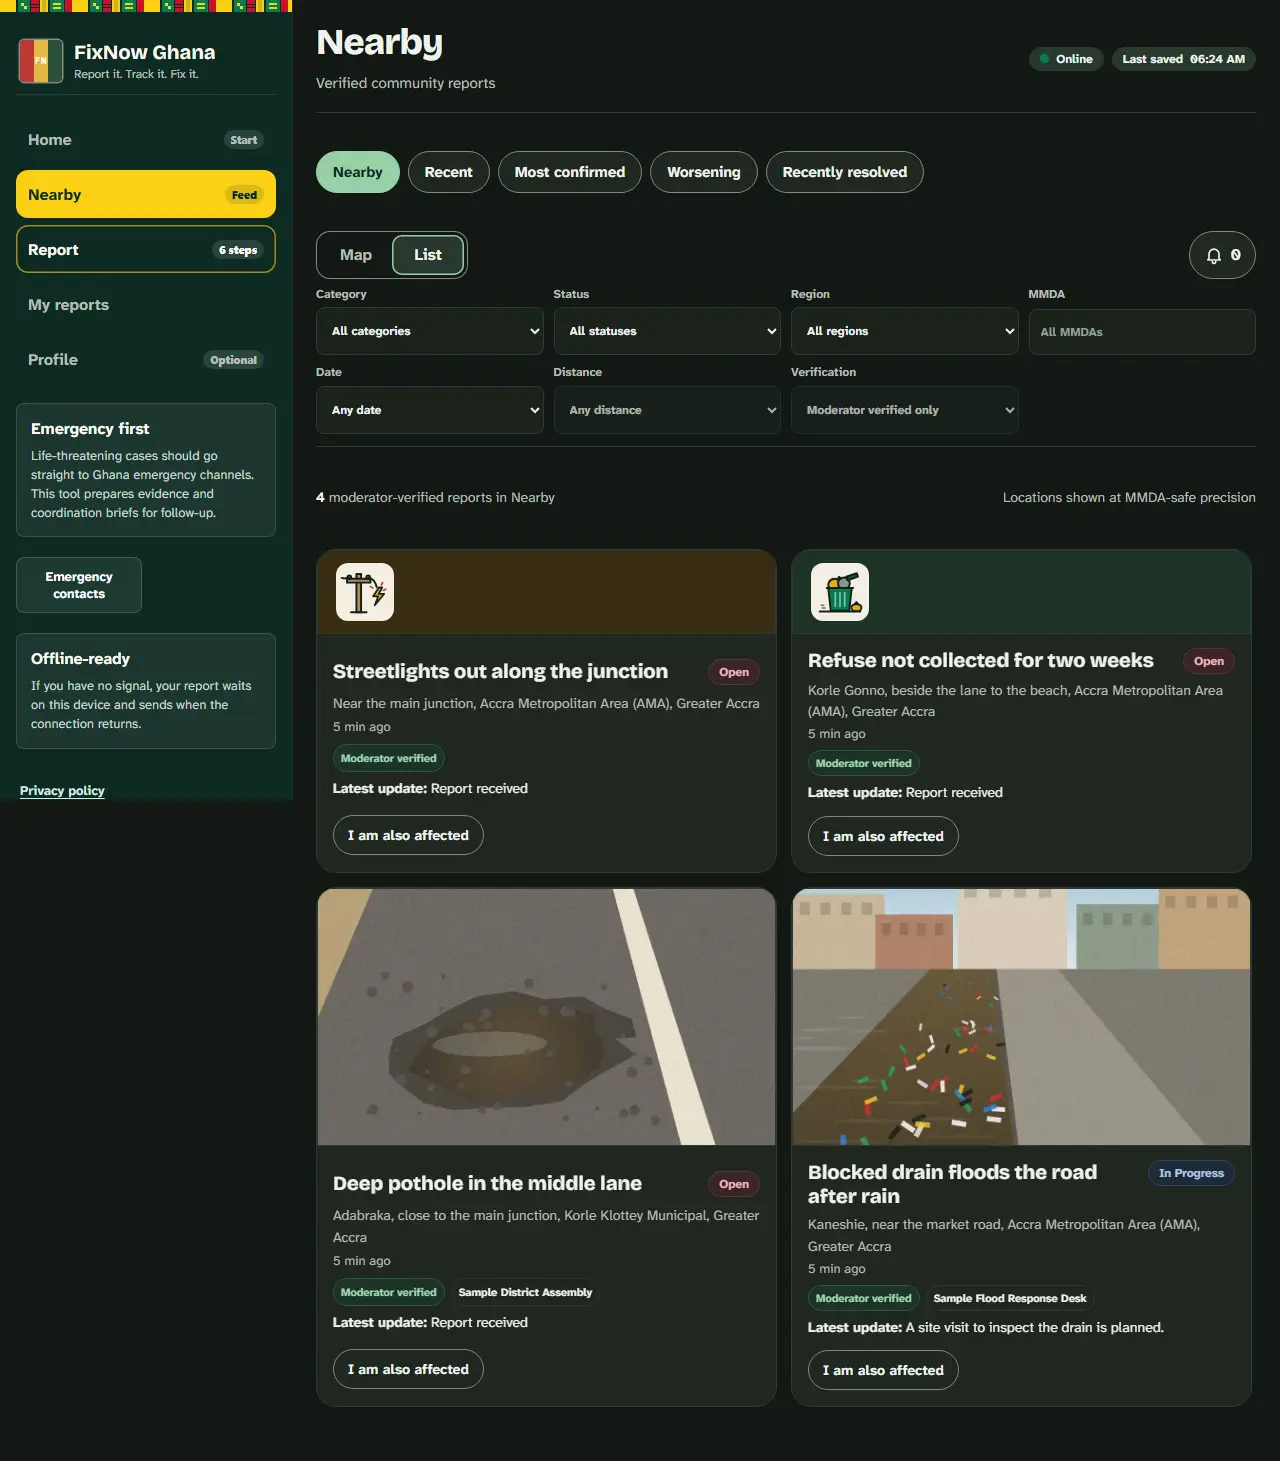 FN
FixNow Ghana
Report it. Track it. Fix it.
Home
Start
Nearby
Feed
Report
6 steps
My reports
Profile
Optional
Emergency first
Life-threatening cases should go
straight to Ghana emergency channels.
This tool prepares evidence and
coordination briefs for follow-up.
Emergency
contacts
Offline-ready
If you have no signal, your report waits
on this device and sends when the
connection returns.
Privacy policy
Nearby
Verified community reports
Online
Last saved 06:24 AM
Nearby
Recent
Most confirmed
Worsening
Recently resolved
Map
List
0
Category
Status
Region
MMDA
All categories
All statuses
All regions
All MMDAs
Date
Distance
Verification
Any date
Any distance
Moderator verified only
4 moderator-verified reports in Nearby
Locations shown at MMDA-safe precision
Streetlights out along the junction
Open
Near the main junction, Accra Metropolitan Area (AMA), Greater Accra
5 min ago
Moderator verified
Latest update: Report received
I am also affected
Refuse not collected for two weeks
Open
Korle Gonno, beside the lane to the beach, Accra Metropolitan Area
(AMA), Greater Accra
5 min ago
Moderator verified
Latest update: Report received
I am also affected
Deep pothole in the middle lane
Open
Adabraka, close to the main junction, Korle Klottey Municipal, Greater
Accra
5 min ago
Moderator verified
Sample District Assembly
Latest update: Report received
I am also affected
Blocked drain floods the road
after rain
In Progress
Kaneshie, near the market road, Accra Metropolitan Area (AMA),
Greater Accra
5 min ago
Moderator verified
Sample Flood Response Desk
Latest update: A site visit to inspect the drain is planned.
I am also affected